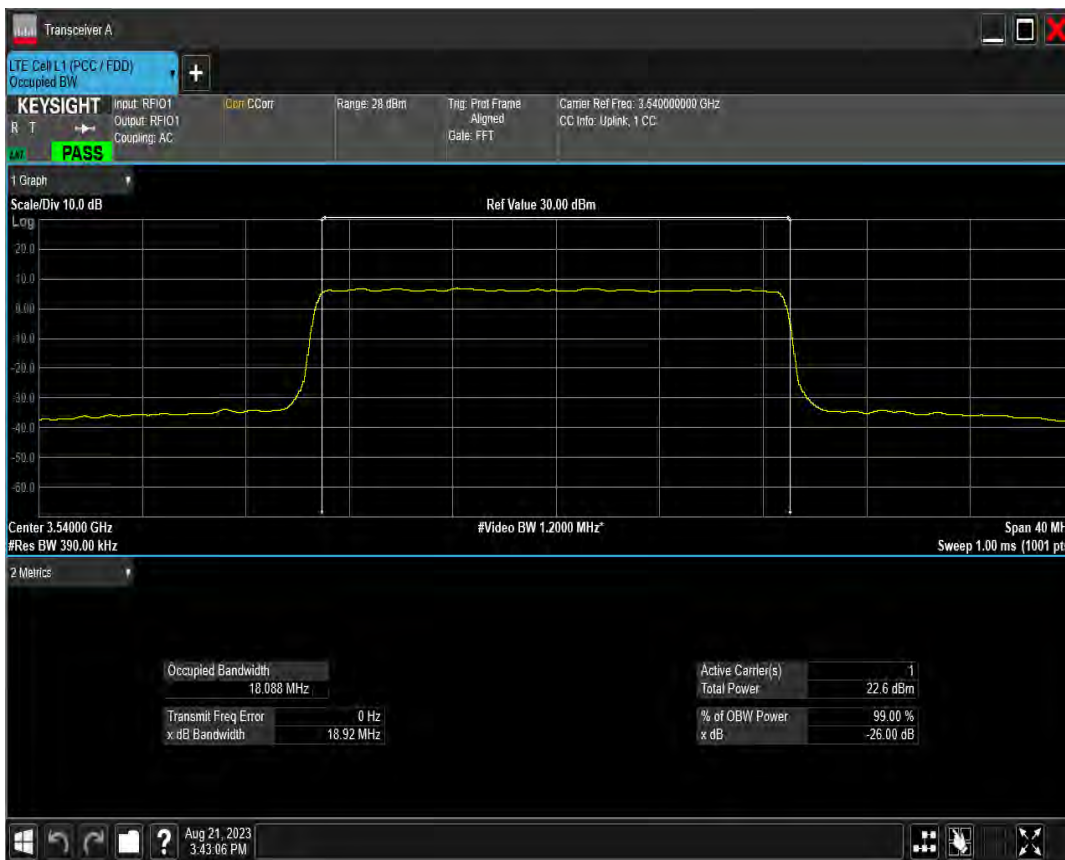 Transceiver A
LTE Cell L1 (PCC / FDD)
Occupied BW
+
KEYSIGHT
R T
PASS
Input: RFIO1
Output: RFIO1
Coupling: AC
Corr CCorr
Range: 28 dBm
Trig: Prot Frame
Aligned
Gate: FFT
Carrier Ref Freq: 3.540000000 GHz
CC Info: Uplink, 1 CC
1 Graph
Scale/Div 10.0 dB
Ref Value 30.00 dBm
Log
20.0
10.0
0.00
-10.0
-20.0
-30.0
-40.0
-50.0
-60.0
Center 3.54000 GHz
#Video BW 1.2000 MHz*
Span 40 MH
#Res BW 390.00 kHz
Sweep 1.00 ms (1001 pt
2 Metrics
Occupied Bandwidth
18.088 MHz
Transmit Freq Error 0 Hz
x dB Bandwidth 18.92 MHz
Active Carrier(s) 1
Total Power 22.6 dBm
% of OBW Power 99.00 %
x dB -26.00 dB
?
Aug 21, 2023
3:43:06 PM